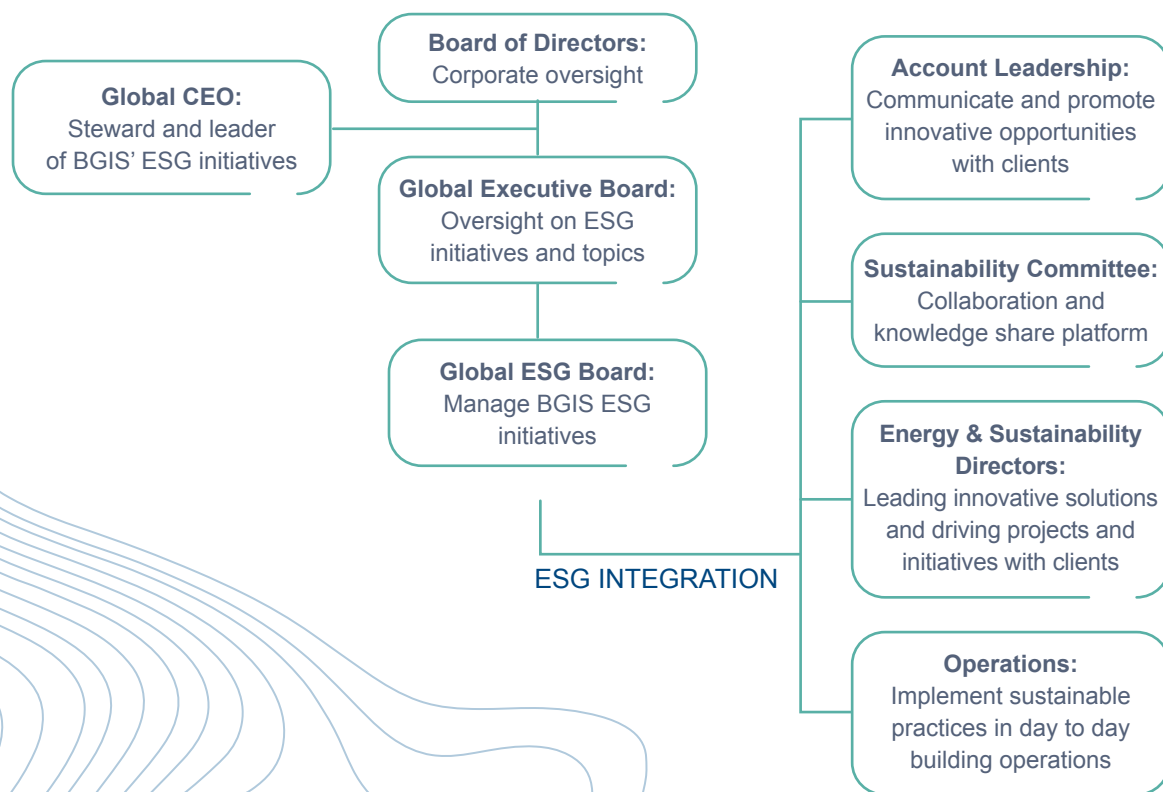 Board of Directors:
Corporate oversight
Global CEO:
Steward and leader
of BGIS' ESG initiatives
Global Executive Board:
Oversight on ESG
initiatives and topics
Global ESG Board:
Manage BGIS ESG
initiatives
ESG INTEGRATION
Account Leadership:
Communicate and promote
innovative opportunities
with clients
Sustainability Committee:
Collaboration and
knowledge share platform
Energy & Sustainability
Directors:
Leading innovative solutions
and driving projects and
initiatives with clients
Operations:
Implement sustainable
practices in day to day
building operations